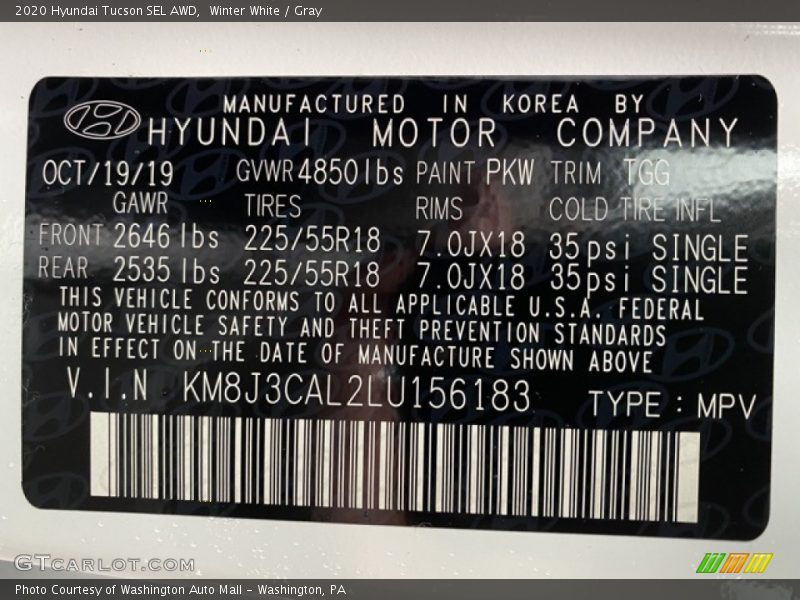 2020 Hyundai Tucson SEL AWD,  Winter White / Gray
MANUFACTURED IN KOREA BY
HYUNDAI MOTOR COMPANY
OCT/19/19 GVWR 4850lbs PAINT PKW TRIM TGG
GAWR TIRES RIMS COLD TIRE INFL
FRONT 2646 lbs 225/55R18 7.0JX18 35psi SINGLE
REAR 2535 lbs 225/55R18 7.0JX18 35psi SINGLE
THIS VEHICLE CONFORMS TO ALL APPLICABLE U.S.A. FEDERAL
MOTOR VEHICLE SAFETY AND THEFT PREVENTION STANDARDS
IN EFFECT ON THE DATE OF MANUFACTURE SHOWN ABOVE
V.I.N KM8J3CAL2LU156183 TYPE : MPV
GTCARLOT.COM
Photo Courtesy of Washington Auto Mall - Washington, PA